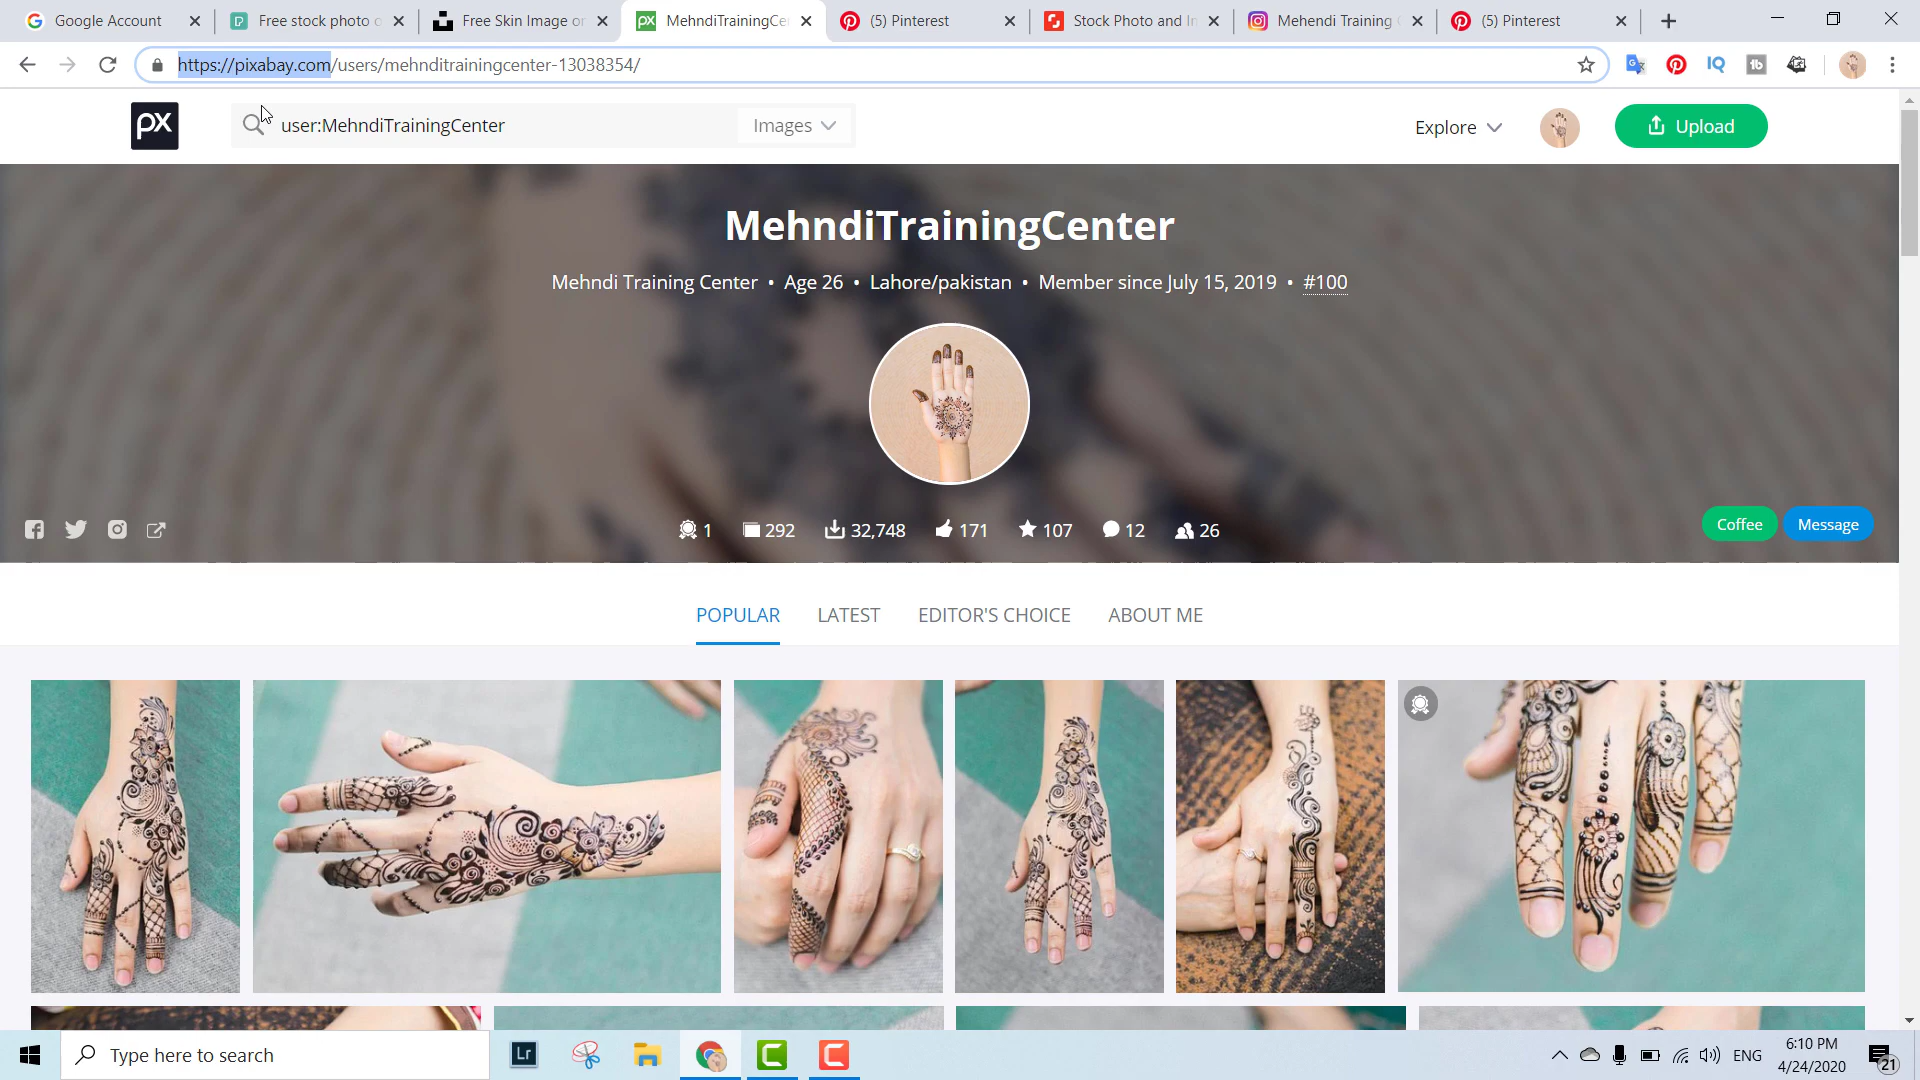 Google Account
Free stock photo o
Free Skin Image or
MehndiTrainingCe
(5) Pinterest
Stock Photo and I
Mehendi Training
(5) Pinterest
https://pixabay.com/users/mehnditrainingcenter-13038354/
px
user:MehndiTrainingCenter
Images
Explore
Upload
MehndiTrainingCenter
Mehndi Training Center • Age 26 • Lahore/pakistan • Member since July 15, 2019 • #100
1 292 32,748 171 107 12 26
Coffee
Message
POPULAR
LATEST
EDITOR'S CHOICE
ABOUT ME
Type here to search
Lr
ENG
6:10 PM
4/24/2020
21